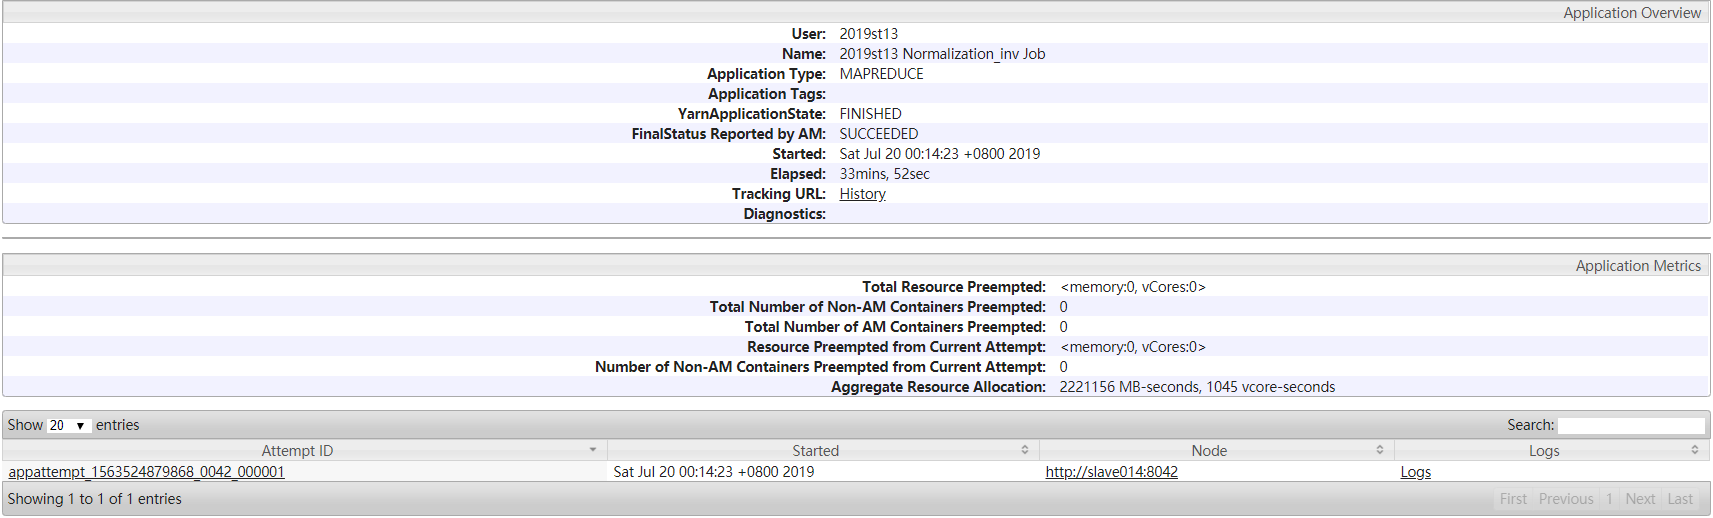 Application Overview
User: 2019st13
Name: 2019st13 Normalization_inv Job
Application Type: MAPREDUCE
Application Tags:
YarnApplicationState: FINISHED
FinalStatus Reported by AM: SUCCEEDED
Started: Sat Jul 20 00:14:23 +0800 2019
Elapsed: 33mins, 52sec
Tracking URL: History
Diagnostics:
Application Metrics
Total Resource Preempted: <memory:0, vCores:0>
Total Number of Non-AM Containers Preempted: 0
Total Number of AM Containers Preempted: 0
Resource Preempted from Current Attempt: <memory:0, vCores:0>
Number of Non-AM Containers Preempted from Current Attempt: 0
Aggregate Resource Allocation: 2221156 MB-seconds, 1045 vcore-seconds
Show 20 entries Search:
Attempt ID Started Node Logs
appattempt_1563524879868_0042_000001 Sat Jul 20 00:14:23 +0800 2019 http://slave014:8042 Logs
Showing 1 to 1 of 1 entries First Previous 1 Next Last